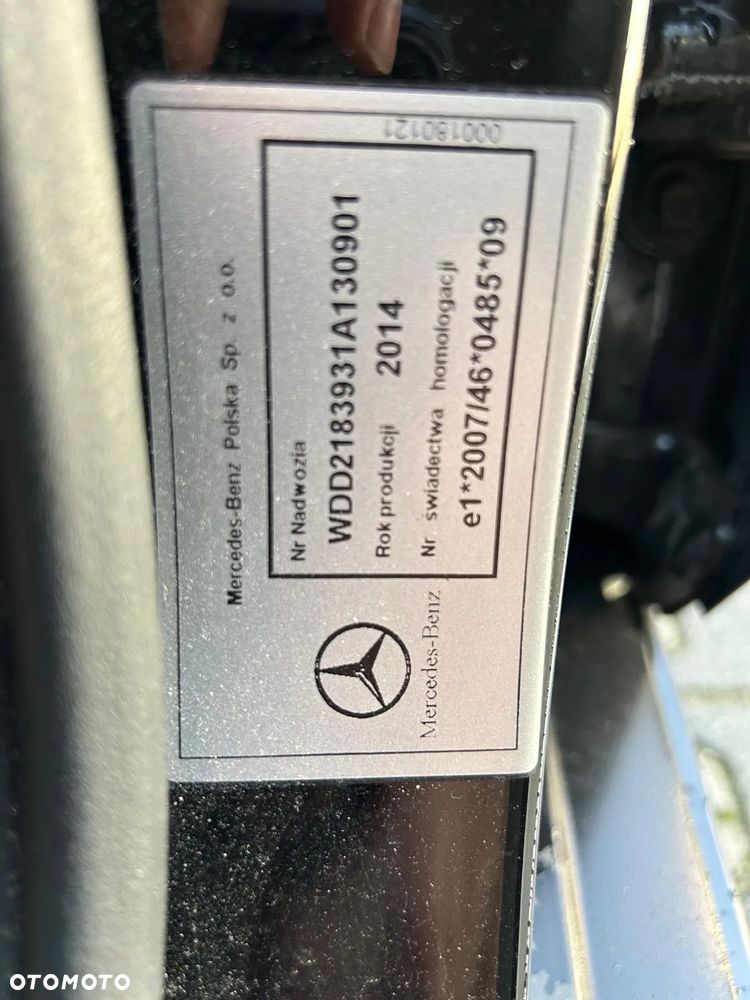 Mercedes-Benz Polska Sp. z o.o.
Nr Nadwozia
WDD2183931A130901
Rok produkcji 2014
Nr świadectwa homologacji
e1*2007/46*0485*09
Mercedes-Benz
000180121
OTOMOTO